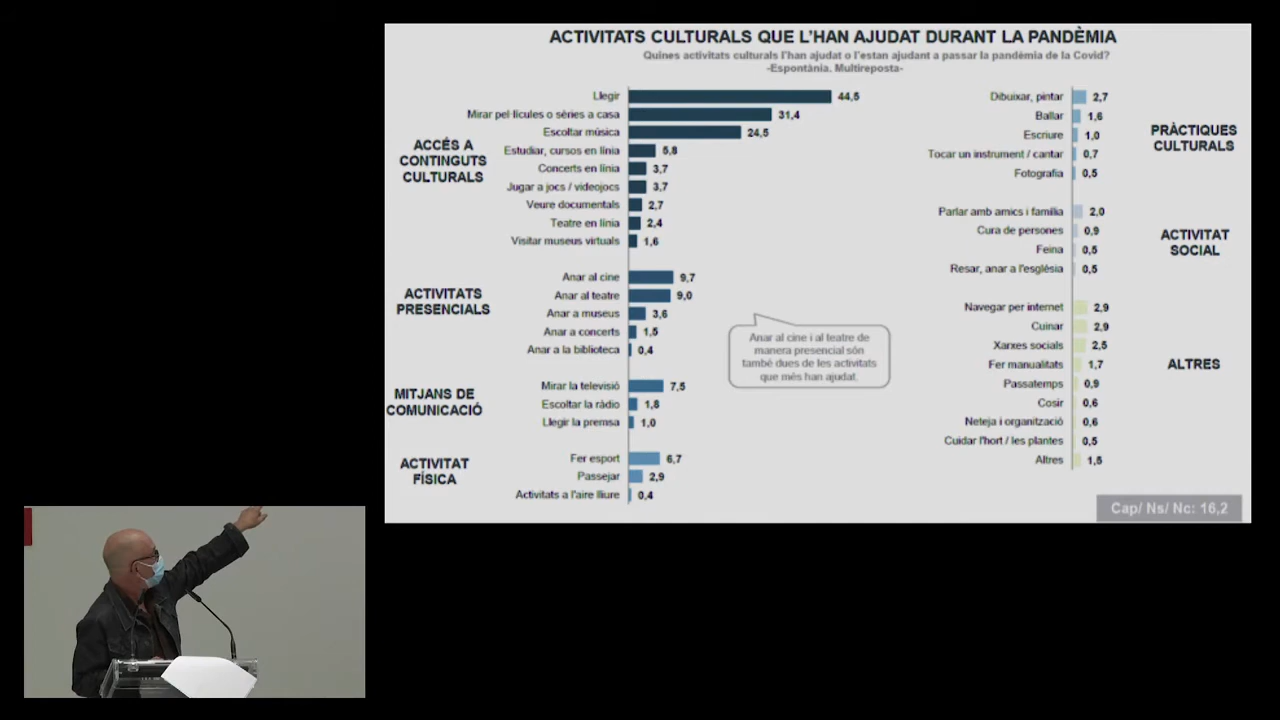 ACTIVITATS CULTURALS QUE L'HAN AJUDAT DURANT LA PANDÈMIA
Quines activitats culturals l'han ajudat o l'estan ajudant a passar la pandèmia de la Covid?
-Espontània. Multireposta-
ACCÉS A
CONTINGUTS
CULTURALS
Llegir 44,5
Mirar pel·lícules o sèries a casa 31,4
Escoltar música 24,5
Estudiar, cursos en línia 5,8
Concerts en línia 3,7
Jugar a jocs / videojocs 3,7
Veure documentals 2,7
Teatre en línia 2,4
Visitar museus virtuals 1,6
ACTIVITATS
PRESENCIALS
Anar al cine 9,7
Anar al teatre 9,0
Anar a museus 3,6
Anar a concerts 1,5
Anar a la biblioteca 0,4
Anar al cine i al teatre de
manera presencial són
també dues de les activitats
que més han ajudat.
MITJANS DE
COMUNICACIÓ
Mirar la televisió 7,5
Escoltar la ràdio 1,8
Llegir la premsa 1,0
ACTIVITAT
FÍSICA
Fer esport 6,7
Passejar 2,9
Activitats a l'aire lliure 0,4
Dibuixar, pintar 2,7
Ballar 1,6
Escriure 1,0
Tocar un instrument / cantar 0,7
Fotografia 0,5
PRÀCTIQUES
CULTURALS
Parlar amb amics i família 2,0
Cura de persones 0,9
Feina 0,5
Resar, anar a l'església 0,5
ACTIVITAT
SOCIAL
Navegar per internet 2,9
Cuinar 2,9
Xarxes socials 2,5
Fer manualitats 1,7
Passatemps 0,9
Cosir 0,6
Neteja i organització 0,6
Cuidar l'hort / les plantes 0,5
Altres 1,5
ALTRES
Cap/ Ns/ Nc: 16,2